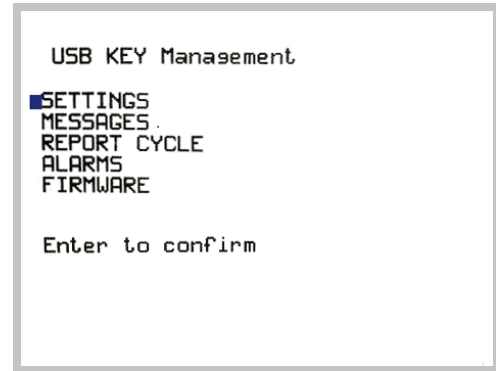 USB KEY Management
SETTINGS
MESSAGES
REPORT CYCLE
ALARMS
FIRMWARE
Enter to confirm